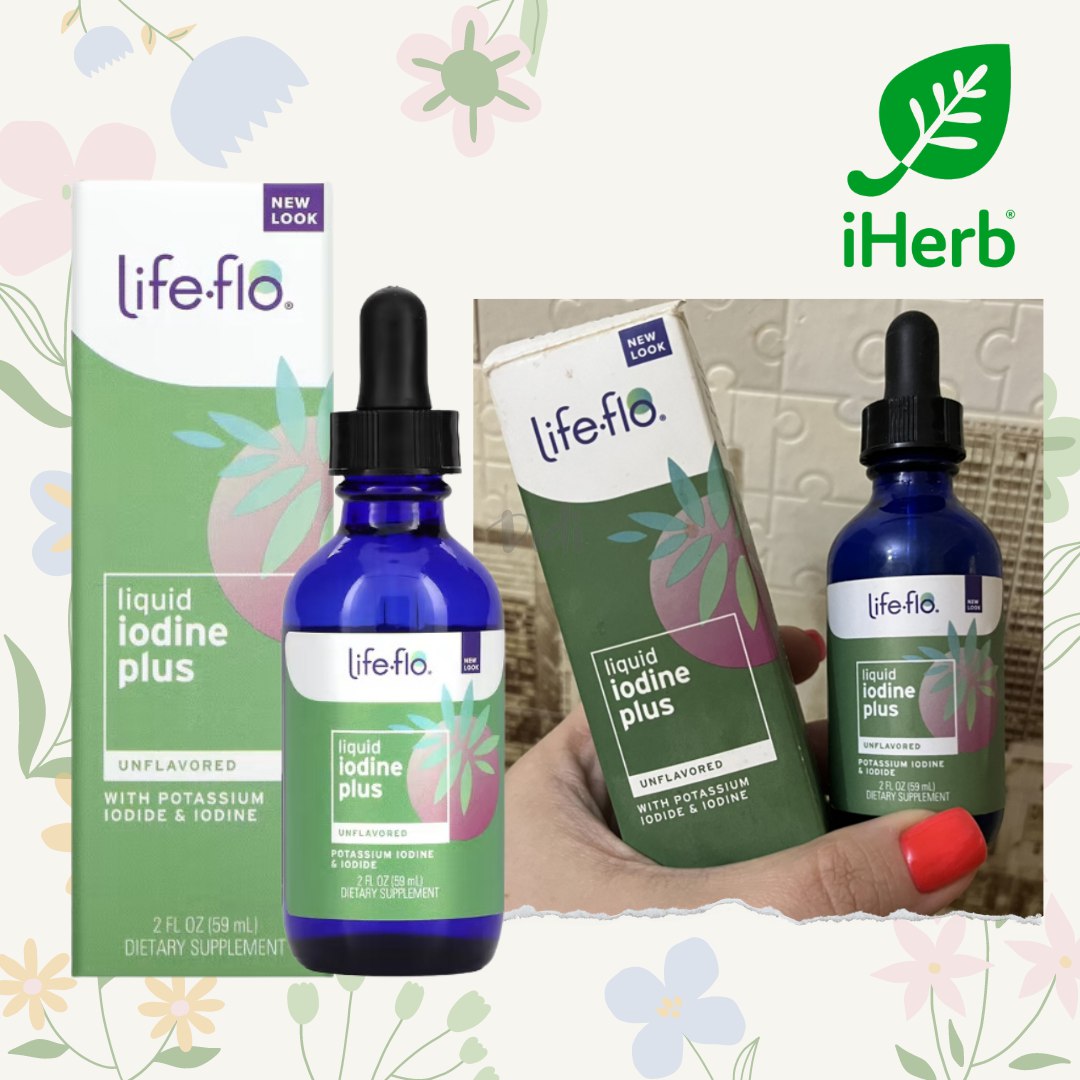 NEW
LOOK
life·flo®
liquid
iodine
plus
UNFLAVORED
WITH POTASSIUM
IODIDE & IODINE
2 FL OZ (59 mL)
DIETARY SUPPLEMENT
life·flo®
NEW
LOOK
liquid
iodine
plus
UNFLAVORED
POTASSIUM IODINE
& IODIDE
2 FL OZ (59 mL)
DIETARY SUPPLEMENT
iHerb®
NEW
LOOK
life·flo®
liquid
iodine
plus
UNFLAVORED
WITH POTASSIUM
IODIDE & IODINE
life·flo®
NEW
LOOK
liquid
iodine
plus
UNFLAVORED
POTASSIUM IODINE
& IODIDE
2 FL OZ (59 mL)
DIETARY SUPPLEMENT